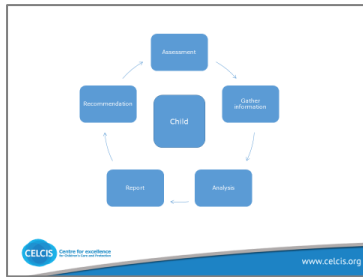 Assessment
Recommendation
Gather
information
Child
Report
Analysis
CELCIS
Centre for excellence
for Children's Care and Protection
www.celcis.org